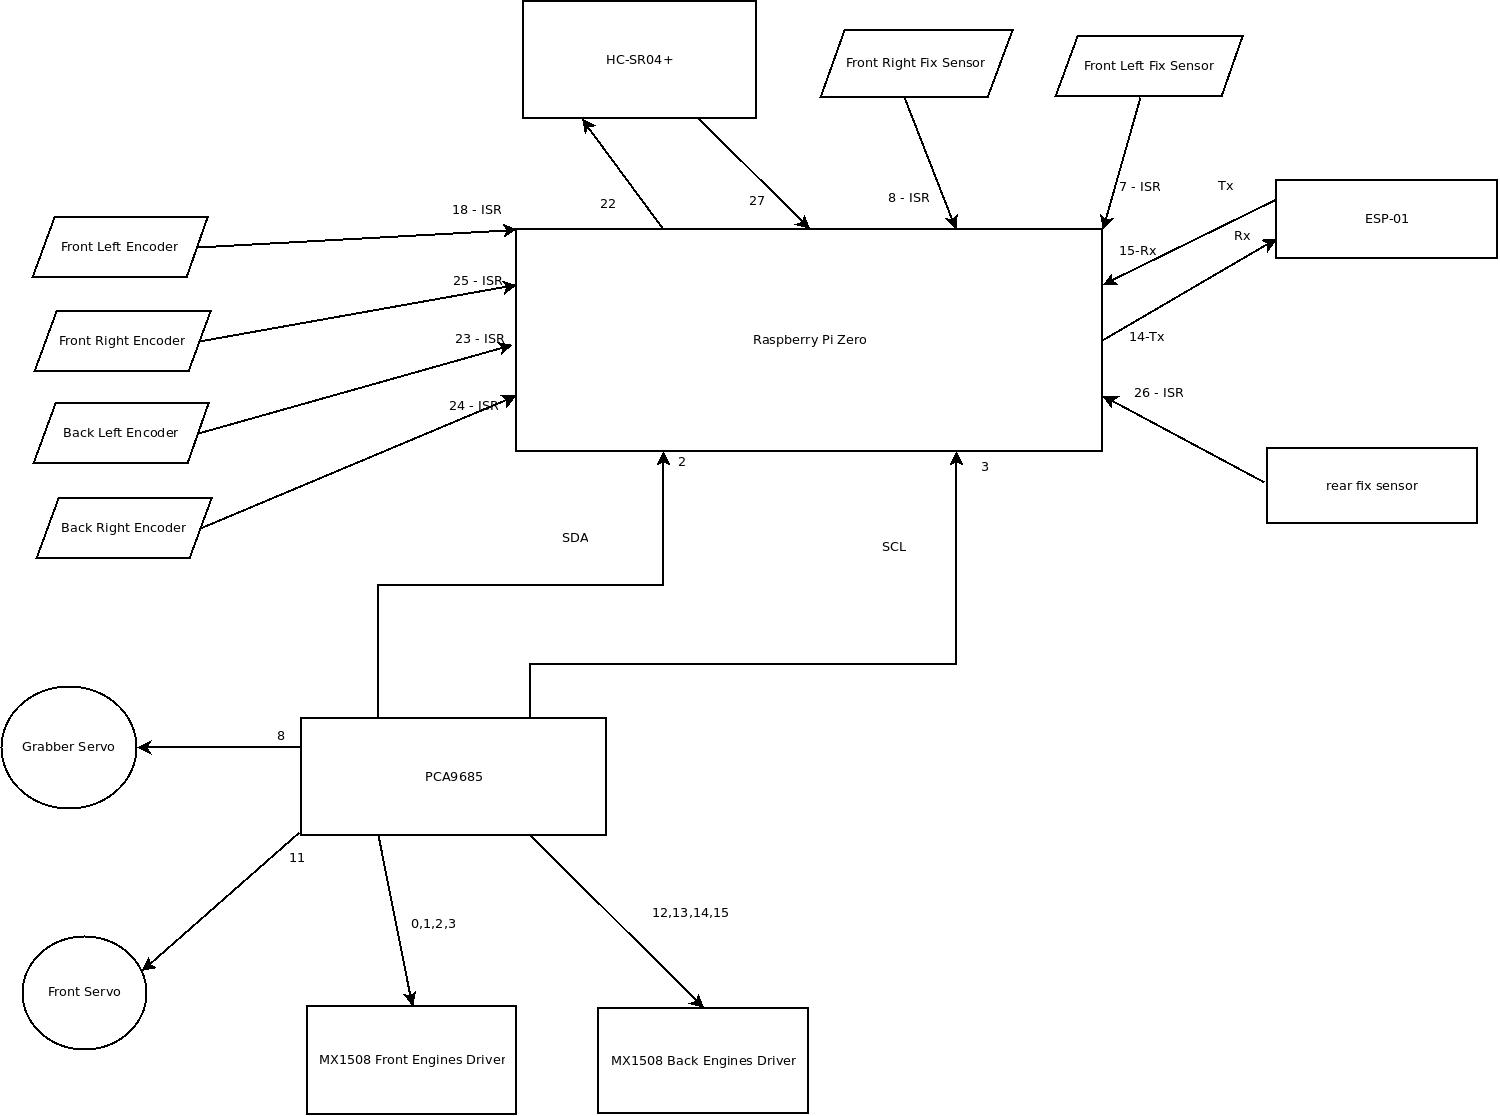 HC-SR04+
Front Right Fix Sensor
Front Left Fix Sensor
7 - ISR
Tx
8 - ISR
27
22
18 - ISR
ESP-01
Rx
Front Left Encoder
15-Rx
25 - ISR
14-Tx
23 - ISR
Front Right Encoder
Raspberry Pi Zero
26 - ISR
24 - ISR
Back Left Encoder
2
3
rear fix sensor
Back Right Encoder
SDA
SCL
8
Grabber Servo
PCA9685
11
0,1,2,3
12,13,14,15
Front Servo
MX1508 Front Engines Driver
MX1508 Back Engines Driver